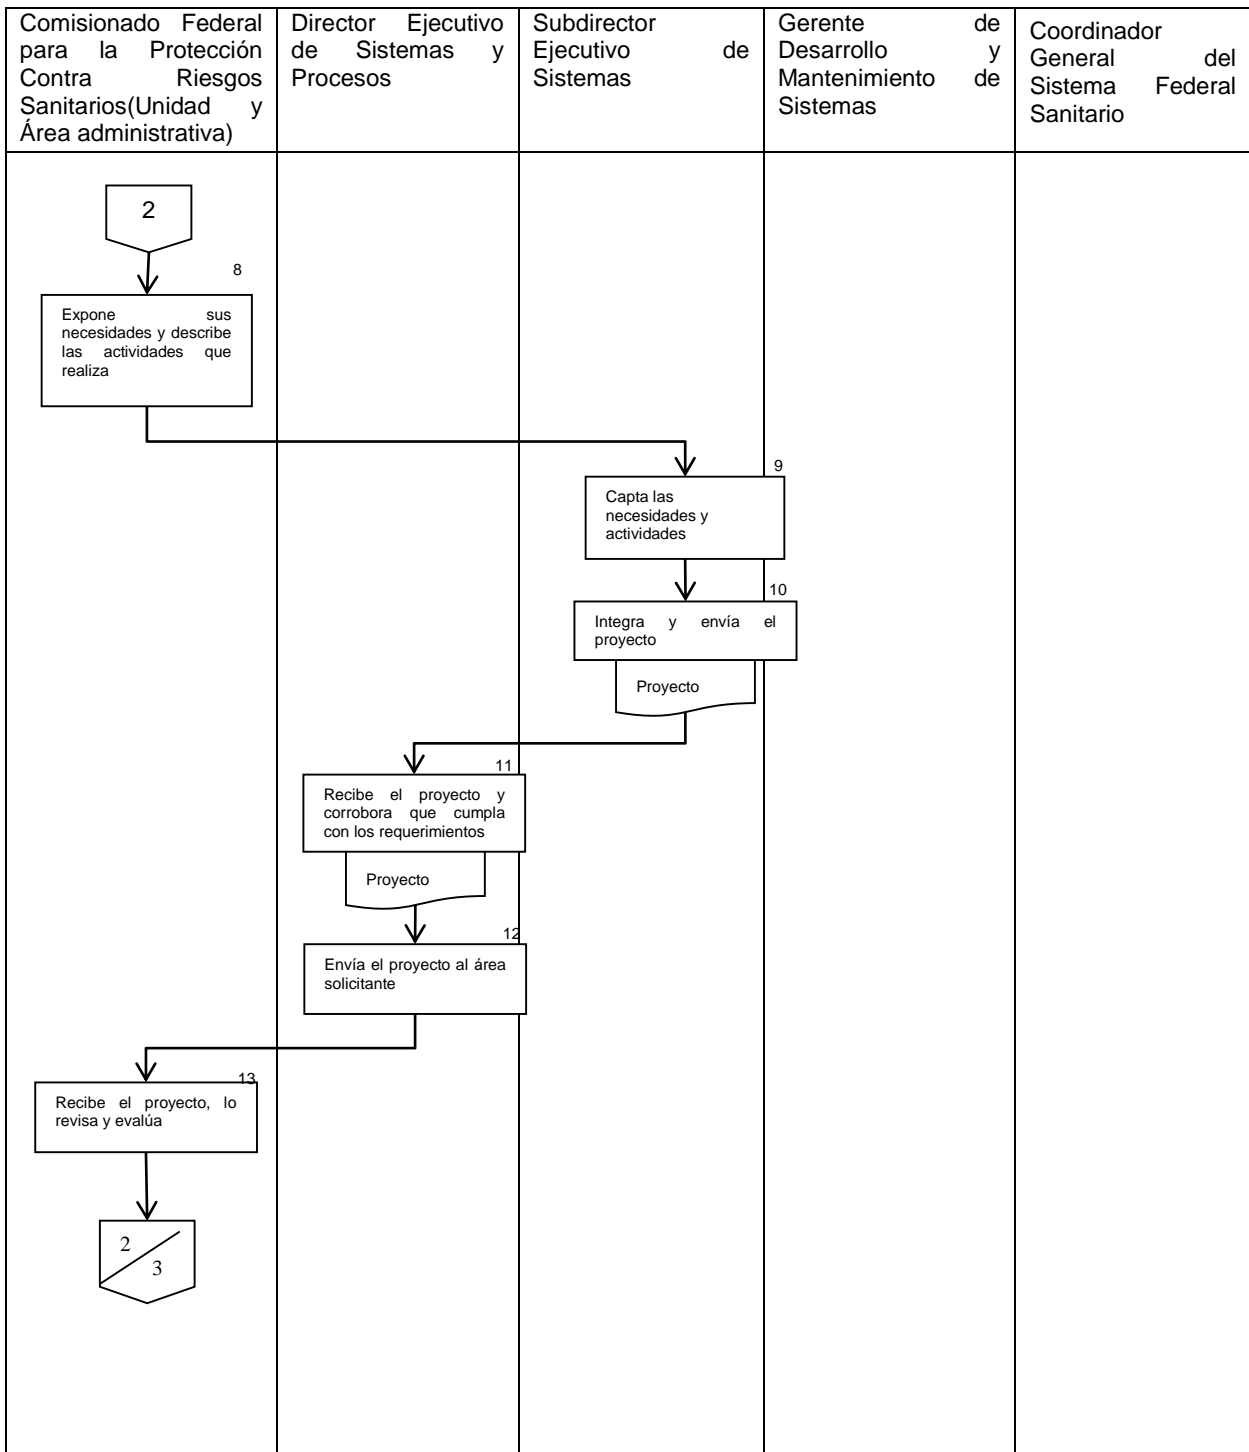 Comisionado Federal
para la Protección
Contra Riesgos
Sanitarios(Unidad y
Área administrativa)
Director Ejecutivo
de Sistemas y
Procesos
Subdirector
Ejecutivo de
Sistemas
Gerente de
Desarrollo y
Mantenimiento de
Sistemas
Coordinador
General del
Sistema Federal
Sanitario
2
8
Expone sus
necesidades y describe
las actividades que
realiza
9
Capta las
necesidades y
actividades
10
Integra y envía el
proyecto
Proyecto
11
Recibe el proyecto y
corrobora que cumpla
con los requerimientos
Proyecto
12
Envía el proyecto al área
solicitante
13
Recibe el proyecto, lo
revisa y evalúa
2
3